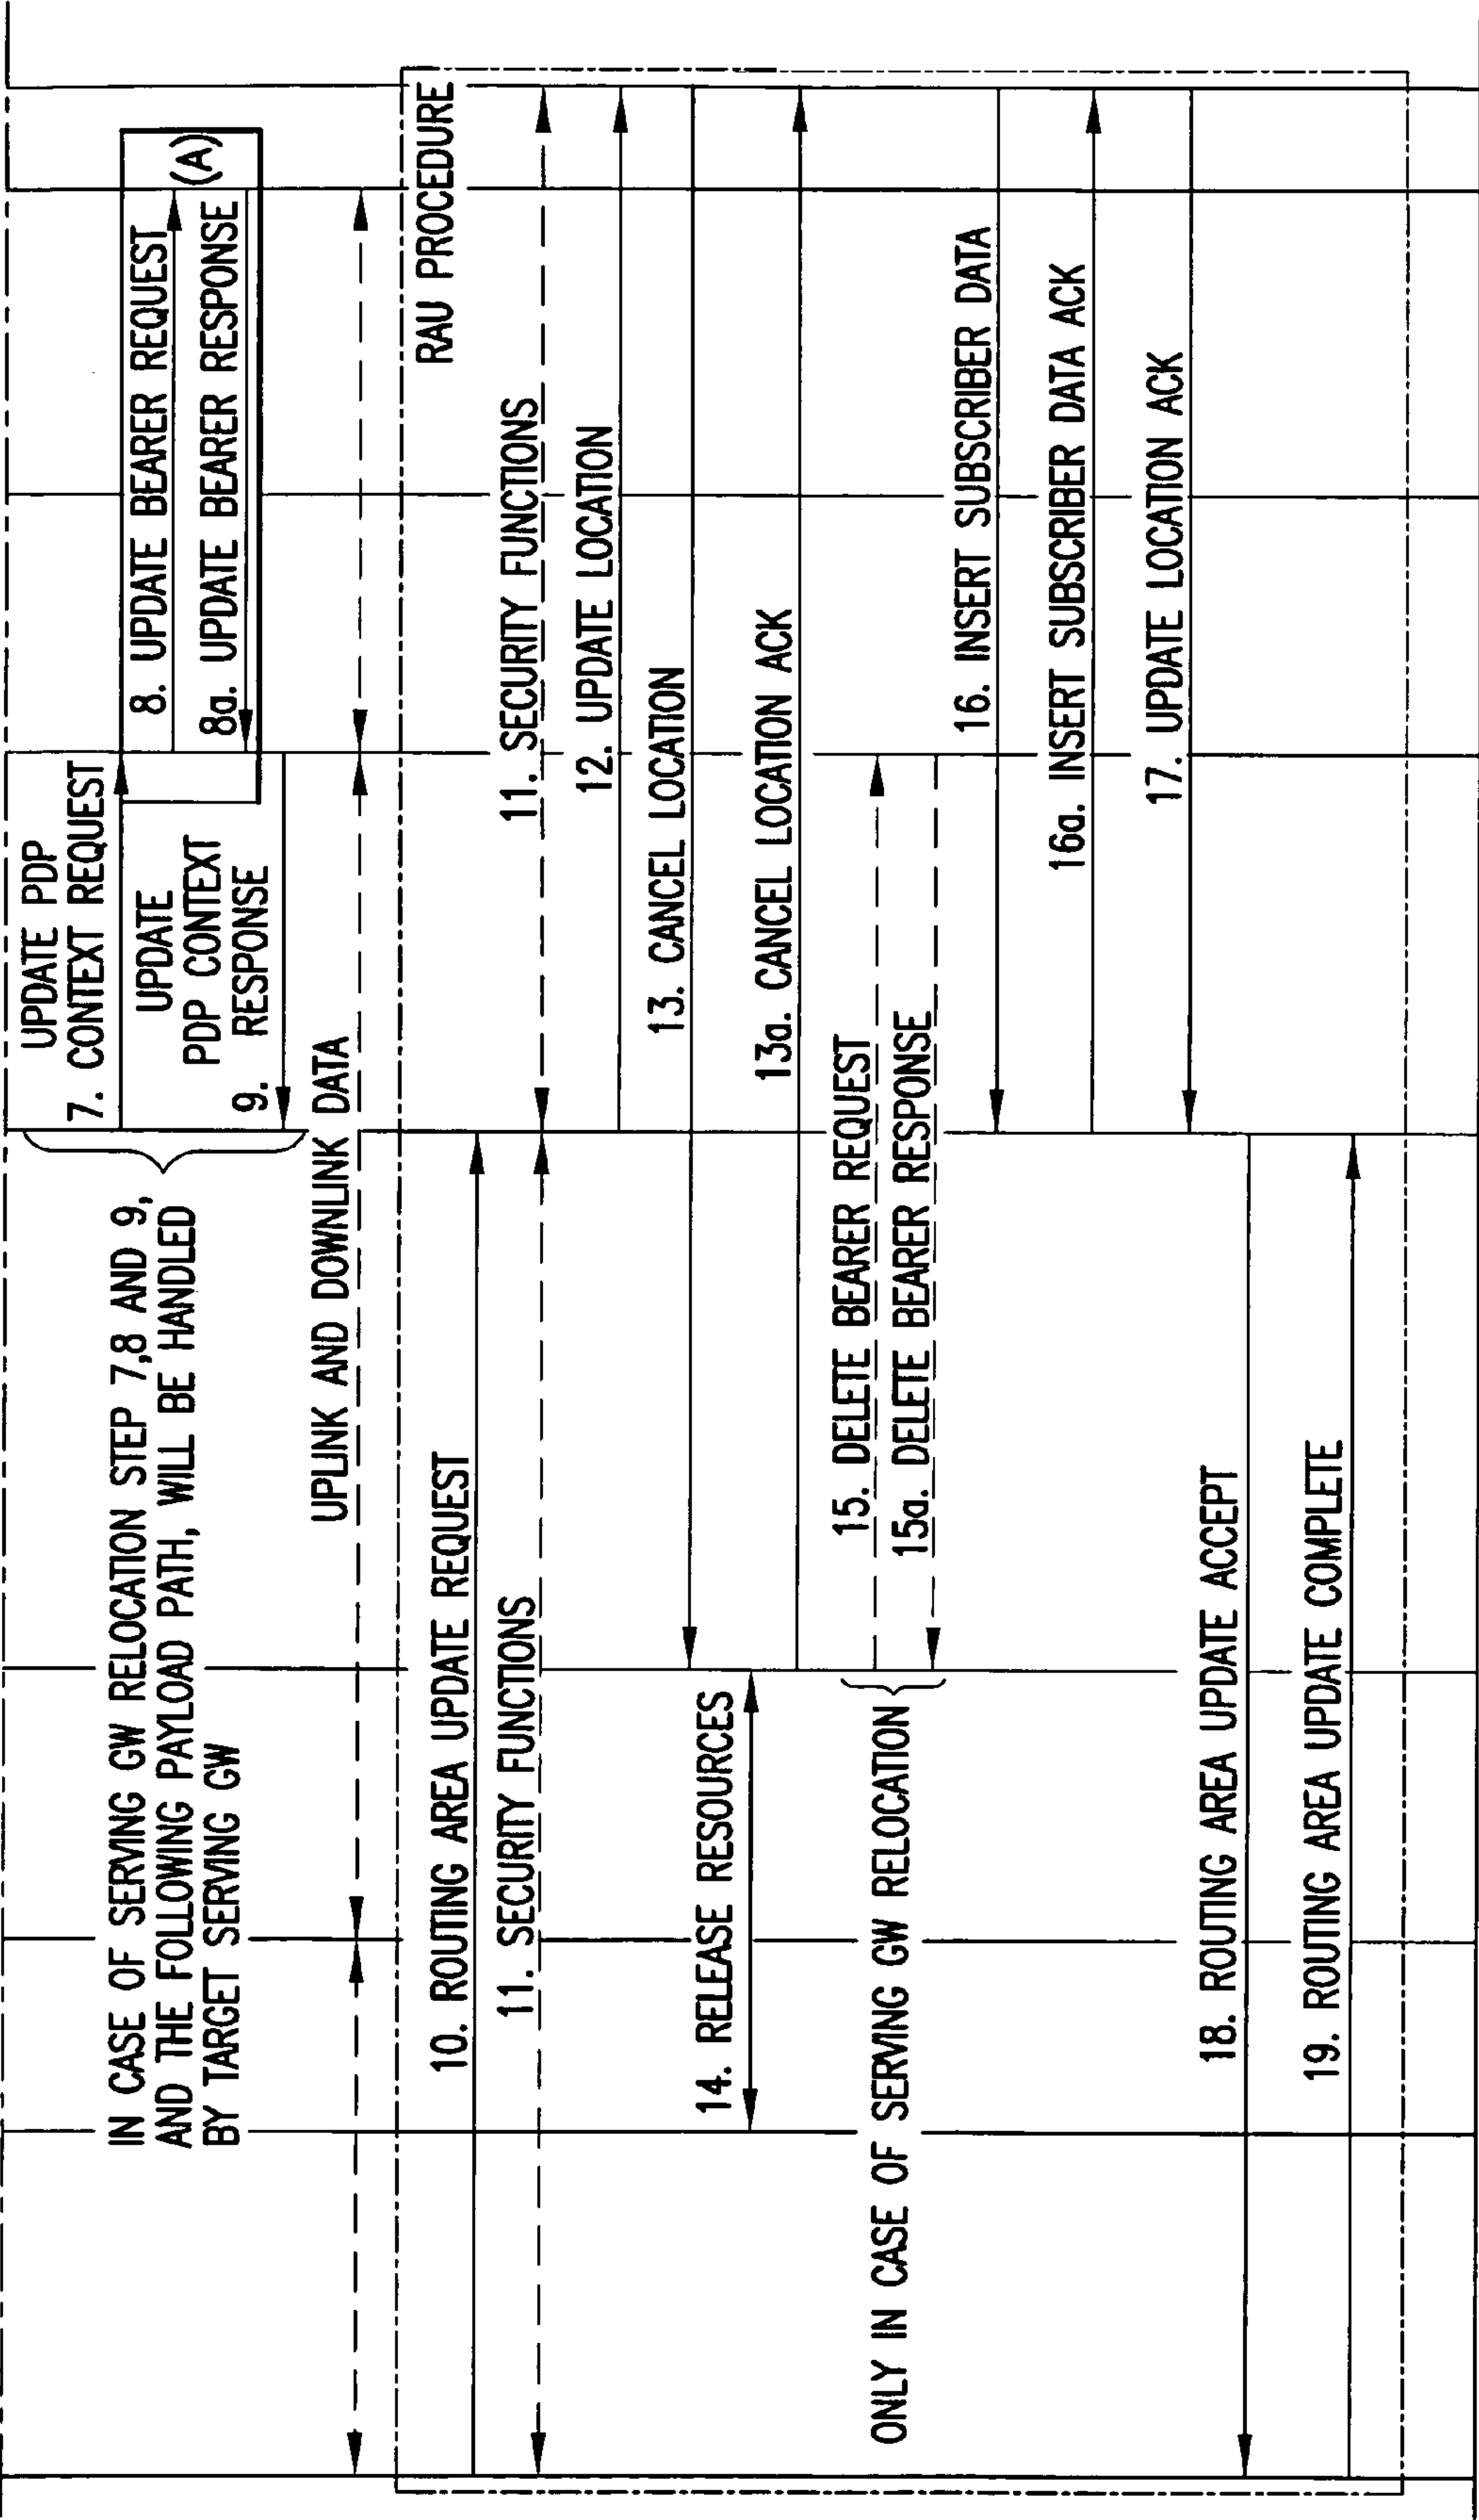 UPDATE PDP
7. CONTEXT REQUEST
8. UPDATE BEARER REQUEST
(A)
8a. UPDATE BEARER RESPONSE
UPDATE
PDP CONTEXT
9. RESPONSE
IN CASE OF SERVING GW RELOCATION STEP 7,8 AND 9,
AND THE FOLLOWING PAYLOAD PATH, WILL BE HANDLED
BY TARGET SERVING GW
UPLINK AND DOWNLINK DATA
RAU PROCEDURE
10. ROUTING AREA UPDATE REQUEST
11. SECURITY FUNCTIONS
11. SECURITY FUNCTIONS
12. UPDATE LOCATION
13. CANCEL LOCATION
14. RELEASE RESOURCES
13a. CANCEL LOCATION ACK
15. DELETE BEARER REQUEST
ONLY IN CASE OF SERVING GW RELOCATION
15a. DELETE BEARER RESPONSE
16. INSERT SUBSCRIBER DATA
16a. INSERT SUBSCRIBER DATA ACK
17. UPDATE LOCATION ACK
18. ROUTING AREA UPDATE ACCEPT
19. ROUTING AREA UPDATE COMPLETE